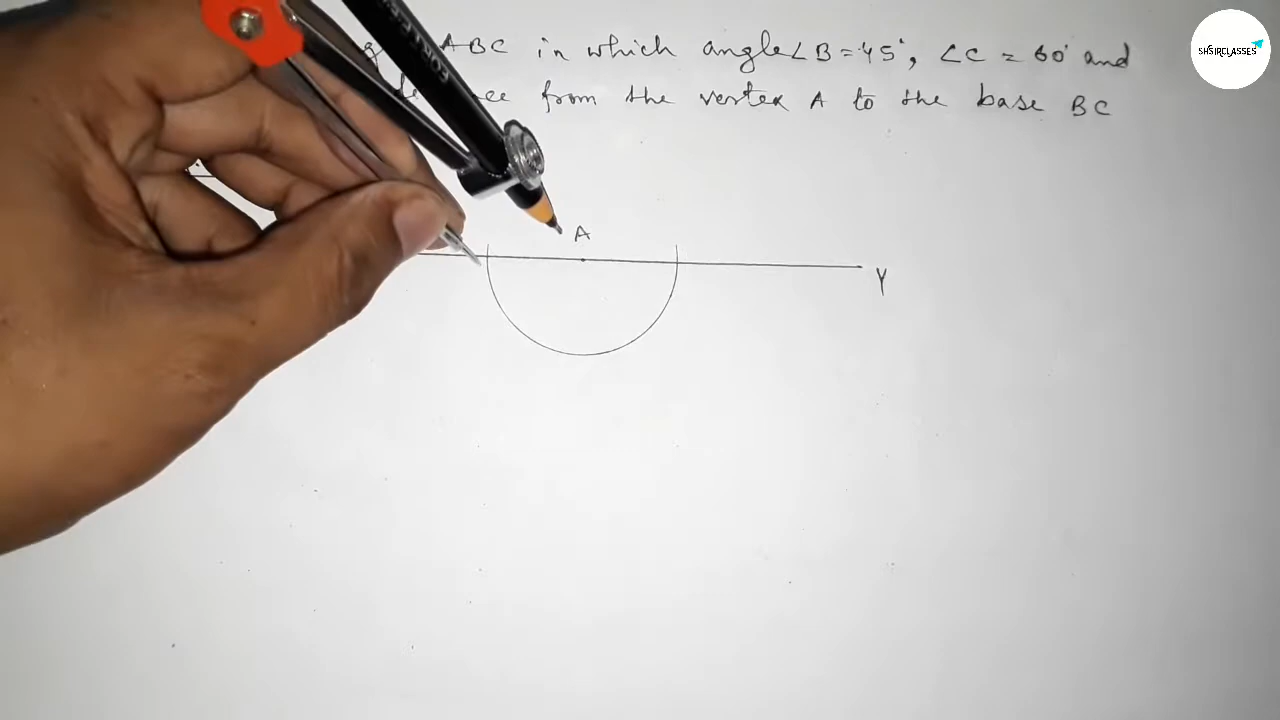 ABC in which angle ∠B = 45°, ∠C = 60° and
from the vertex A to the base BC
A
Y
SHSIRCLASSES